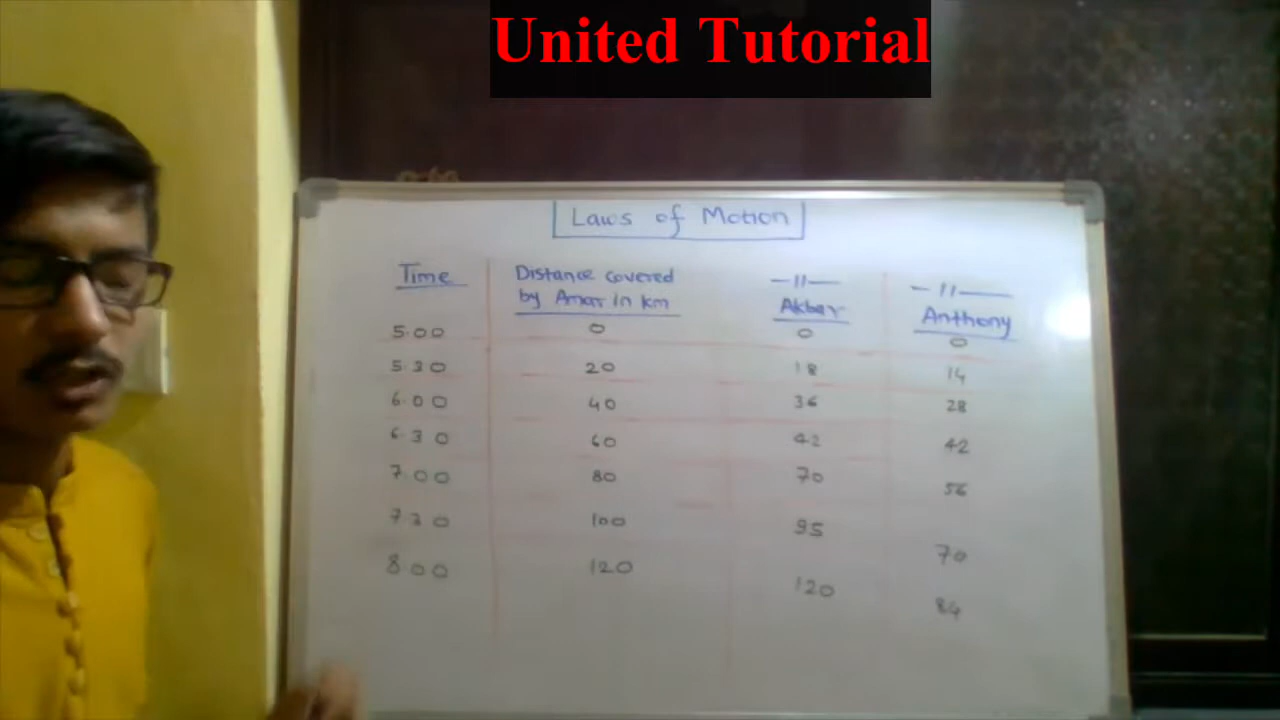 United Tutorial
Laws of Motion
Time Distance covered —11— —11—
by Amar in km Akbar Anthony
5.00 0 0 0
5.30 20 18 14
6.00 40 36 28
6.30 60 42 42
7.00 80 70 56
7.30 100 95 70
8.00 120 120 84